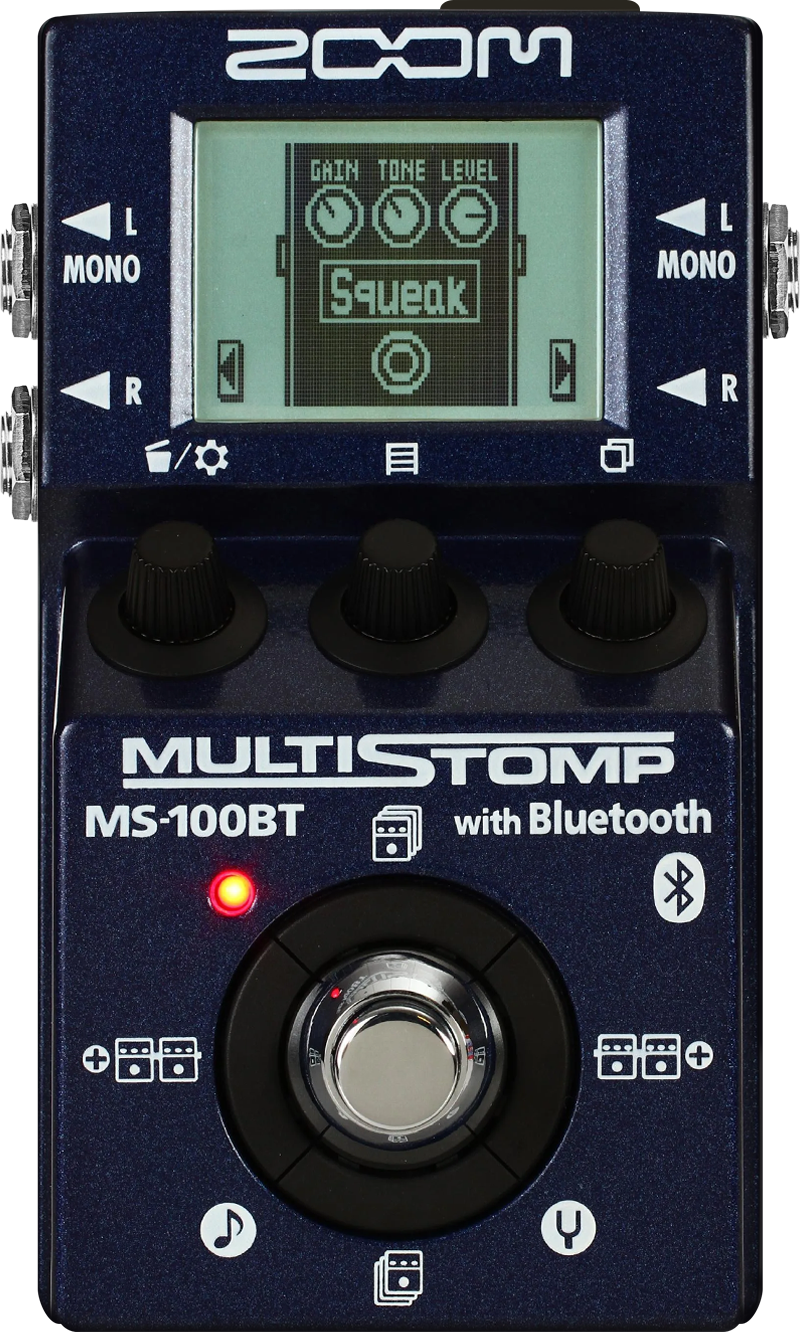 ZOOM
GAIN TONE LEVEL
L
L
MONO
MONO
Squeak
R
R
MULTISTOMP
MS-100BT
with Bluetooth